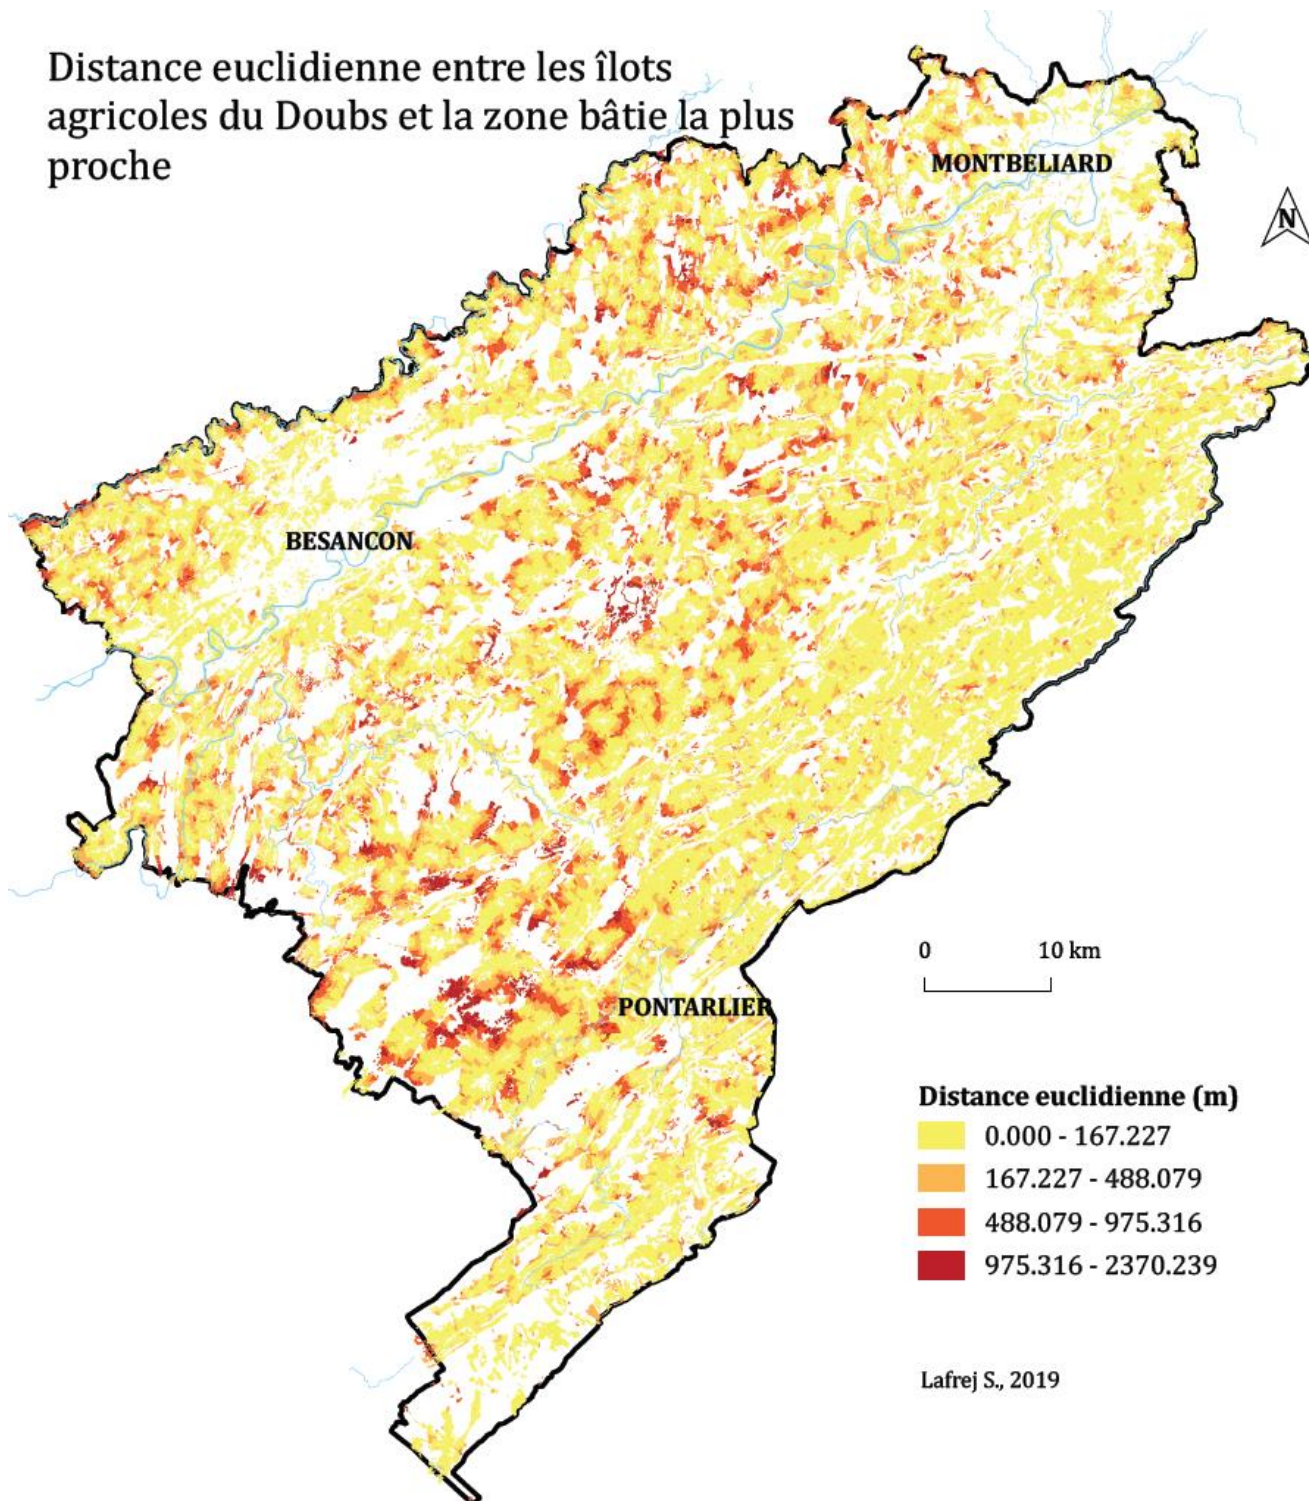 Distance euclidienne entre les îlots
agricoles du Doubs et la zone bâtie la plus
proche
MONTBELIARD
N
BESANCON
PONTARLIER
0 10 km
Distance euclidienne (m)
0.000 - 167.227
167.227 - 488.079
488.079 - 975.316
975.316 - 2370.239
Lafrej S., 2019